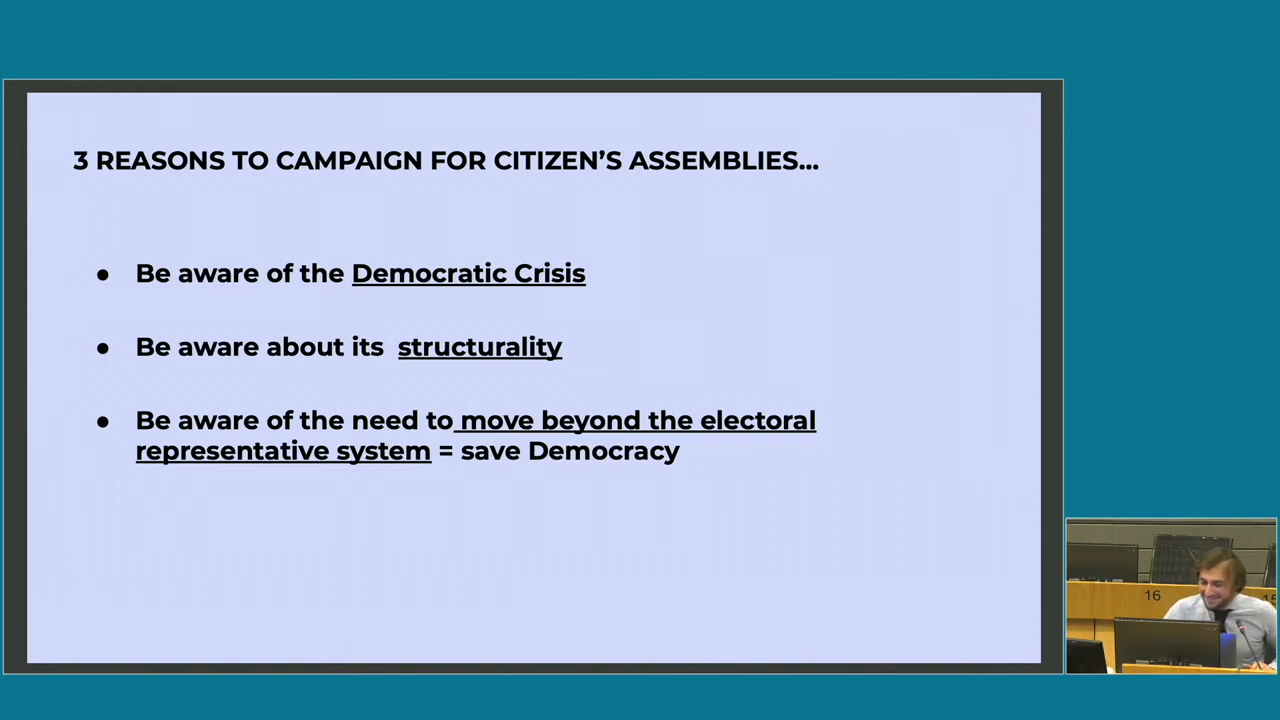 3 REASONS TO CAMPAIGN FOR CITIZEN'S ASSEMBLIES...
● Be aware of the Democratic Crisis
● Be aware about its structurality
● Be aware of the need to move beyond the electoral
representative system = save Democracy
16
15